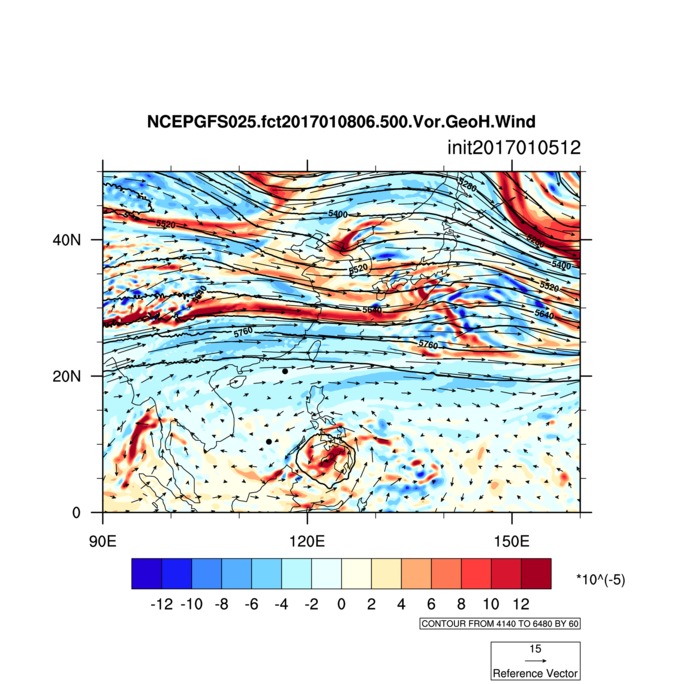 NCEPGFS025.fct2017010806.500.Vor.GeoH.Wind
init2017010512
5280
5400
5520
40N
5280
5400
5520
5520
5640
5640
5760
5760
20N
0
90E 120E 150E
-12 -10 -8 -6 -4 -2 0 2 4 6 8 10 12
*10^(-5)
CONTOUR FROM 4140 TO 6480 BY 60
15
Reference Vector